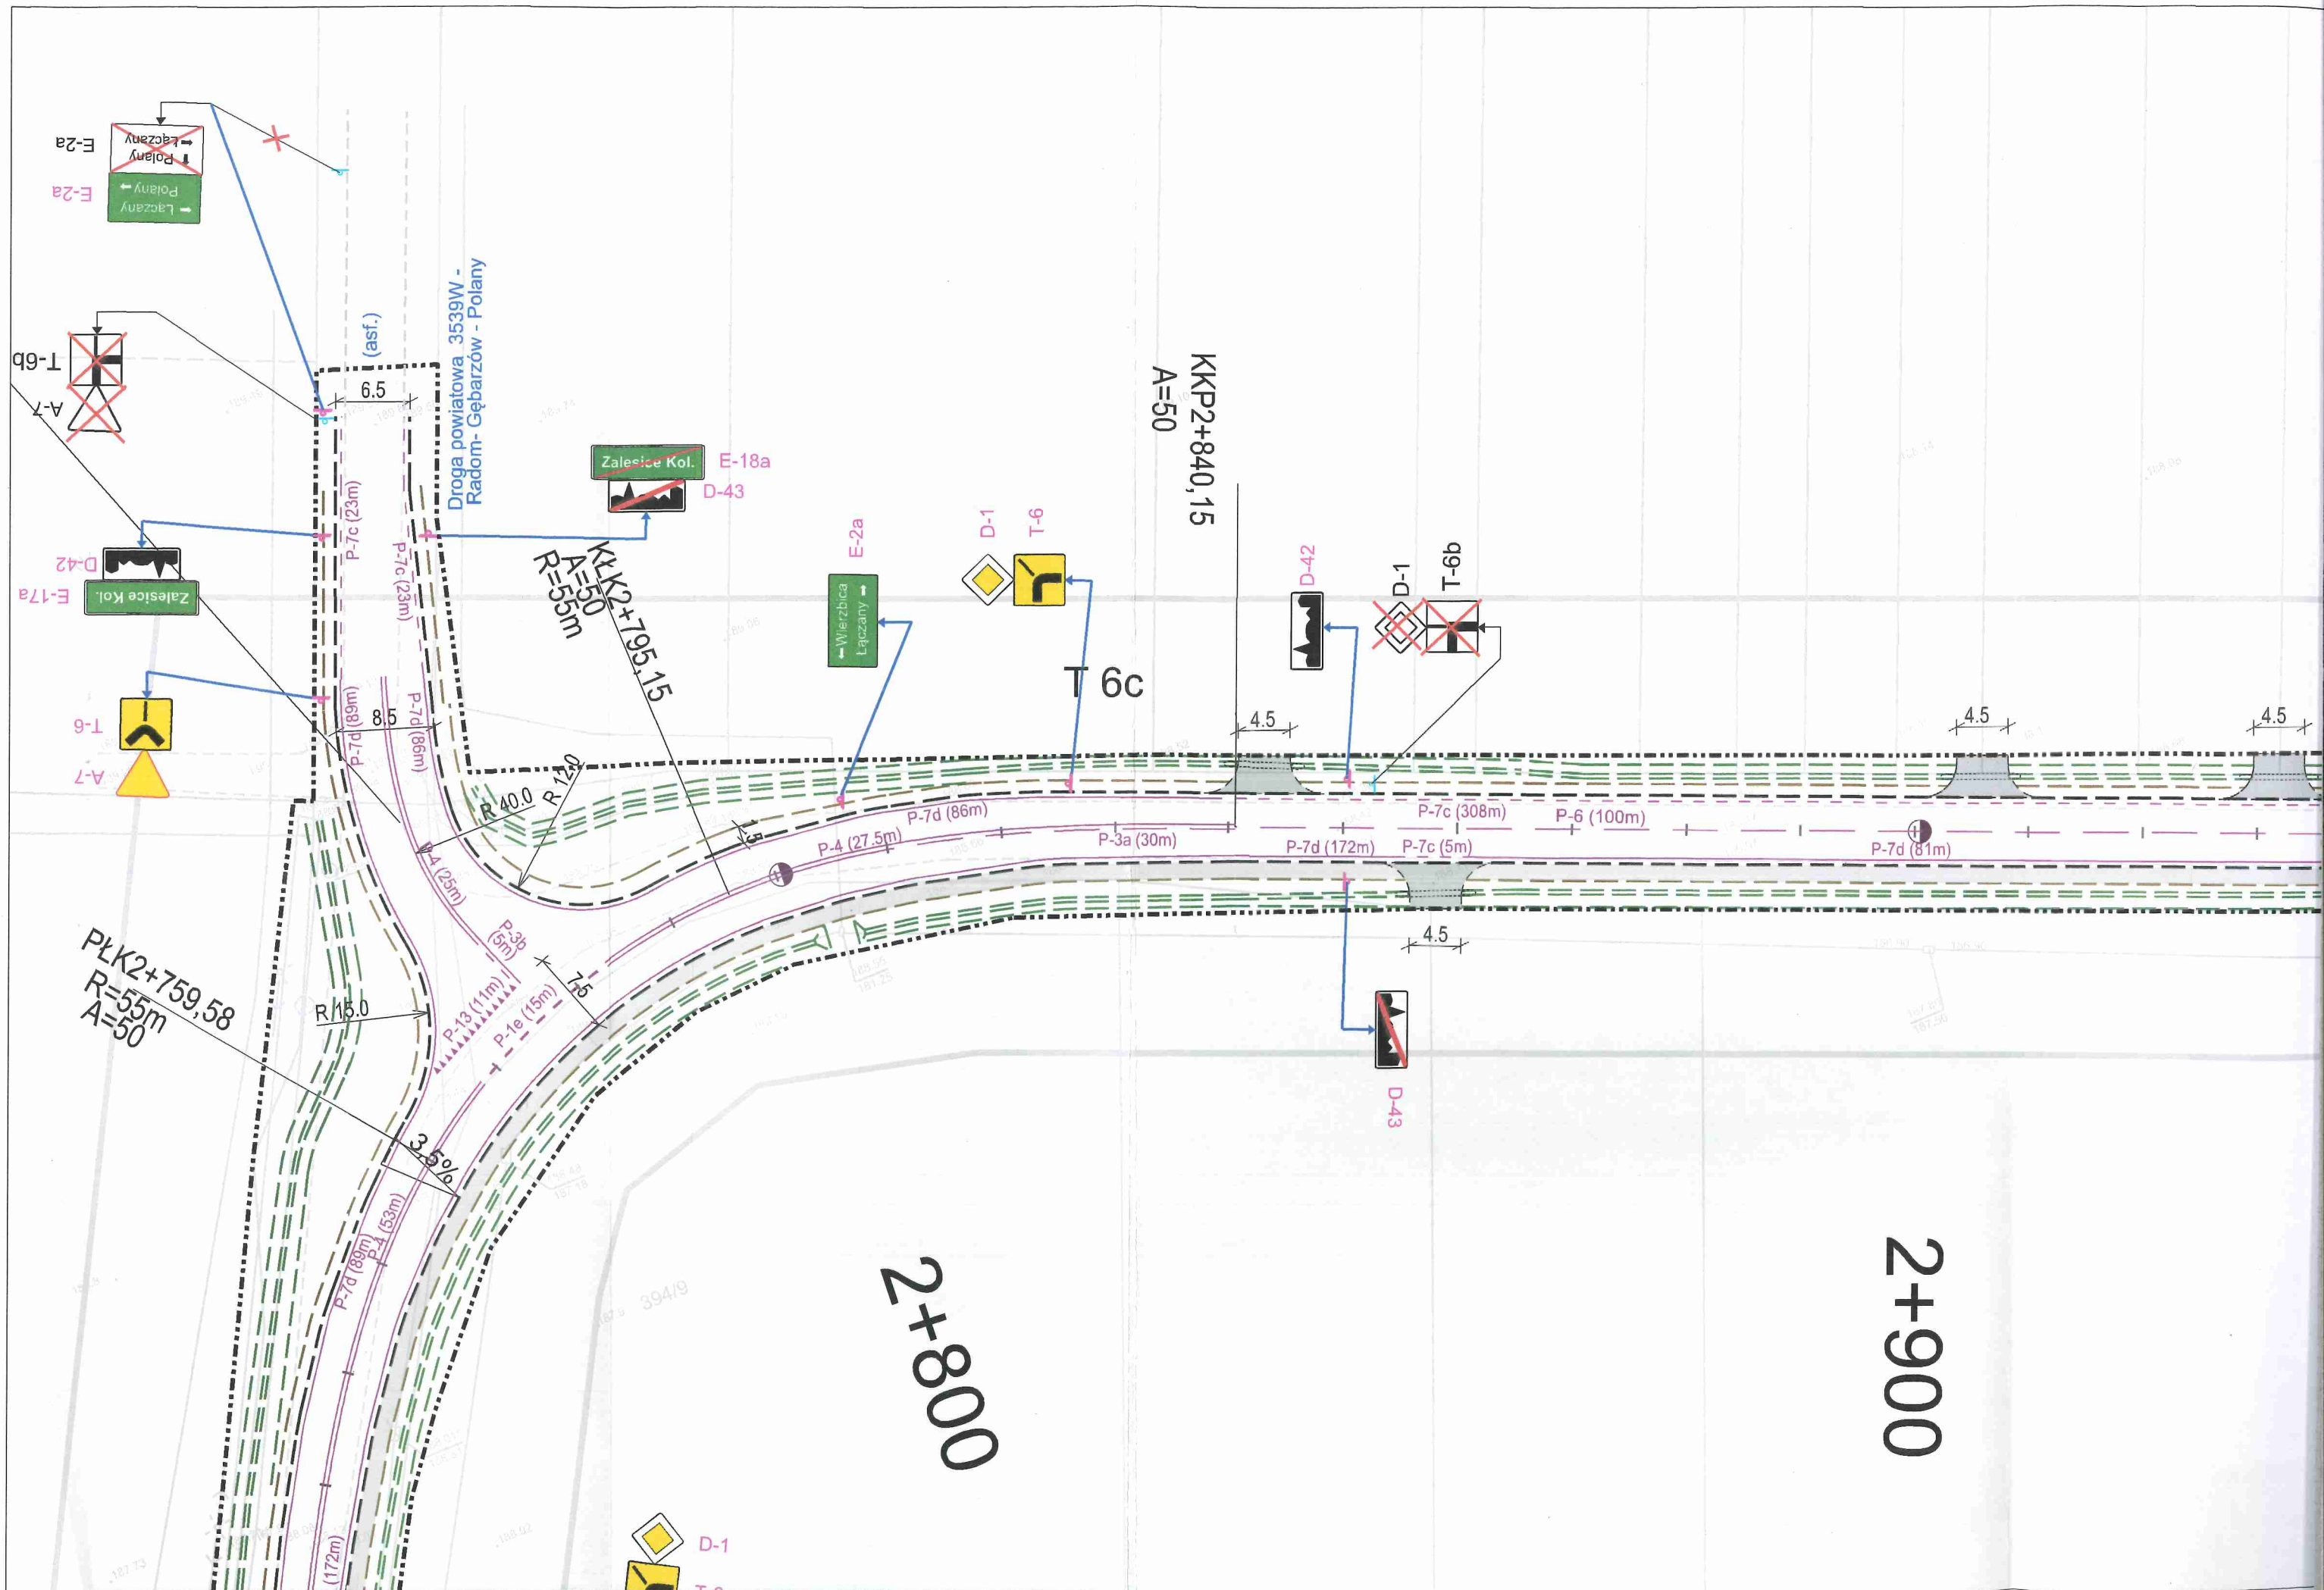 E-2a
Łączany
Polany
E-2a
Polany
Łączany
T-6b
A-7
(asf.)
Droga powiatowa 3539W -
Radom- Gębarzów - Polany
6.5
P-7c (23m)
P-7c (23m)
Zalesice Kol.
E-18a
D-43
D-42
E-17a
Zalesice Kol.
T-6
A-7
8.5
P-7d (89m)
P-7d (86m)
KŁK2+795,15
A=50
R=55m
E-2a
Wierzbica
Łączany
D-1
T-6
T 6c
KKP2+840,15
A=50
D-42
D-1
T-6b
4.5
4.5
4.5
R 40.0
R 12.0
1.5
P-7d (86m)
P-4 (27.5m)
P-3a (30m)
P-7d (172m)
P-7c (5m)
P-7c (308m)
P-6 (100m)
P-7d (81m)
4.5
P-4 (25m)
P-3b
(5m)
P-13 (11m)
P-1e (15m)
7.5
R 15.0
PŁK2+759,58
R=55m
A=50
3,5%
P-4 (53m)
P-7d (89m)
D-43
394/9
2+800
2+900
(172m)
D-1